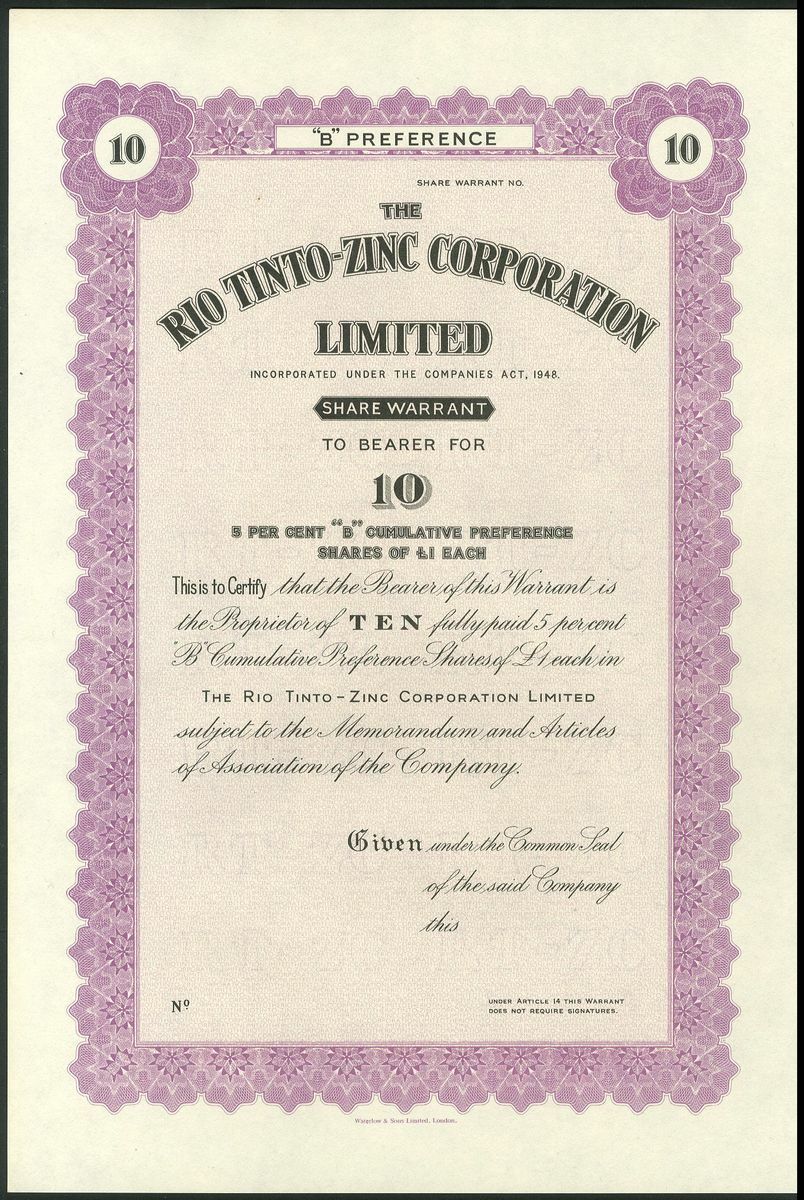 10
"B" PREFERENCE
10
SHARE WARRANT NO.
THE
RIO TINTO-ZINC CORPORATION
LIMITED
INCORPORATED UNDER THE COMPANIES ACT, 1948.
SHARE WARRANT
TO BEARER FOR
10
5 PER CENT "B" CUMULATIVE PREFERENCE
SHARES OF £1 EACH
This is to Certify that the Bearer of this Warrant is
the Proprietor of TEN fully paid 5 per cent
"B" Cumulative Preference Shares of £1 each in
THE RIO TINTO-ZINC CORPORATION LIMITED
subject to the Memorandum and Articles
of Association of the Company.
Given under the Common Seal
of the said Company
this
No.
UNDER ARTICLE 14 THIS WARRANT
DOES NOT REQUIRE SIGNATURES.
Waterlow & Sons Limited, London.